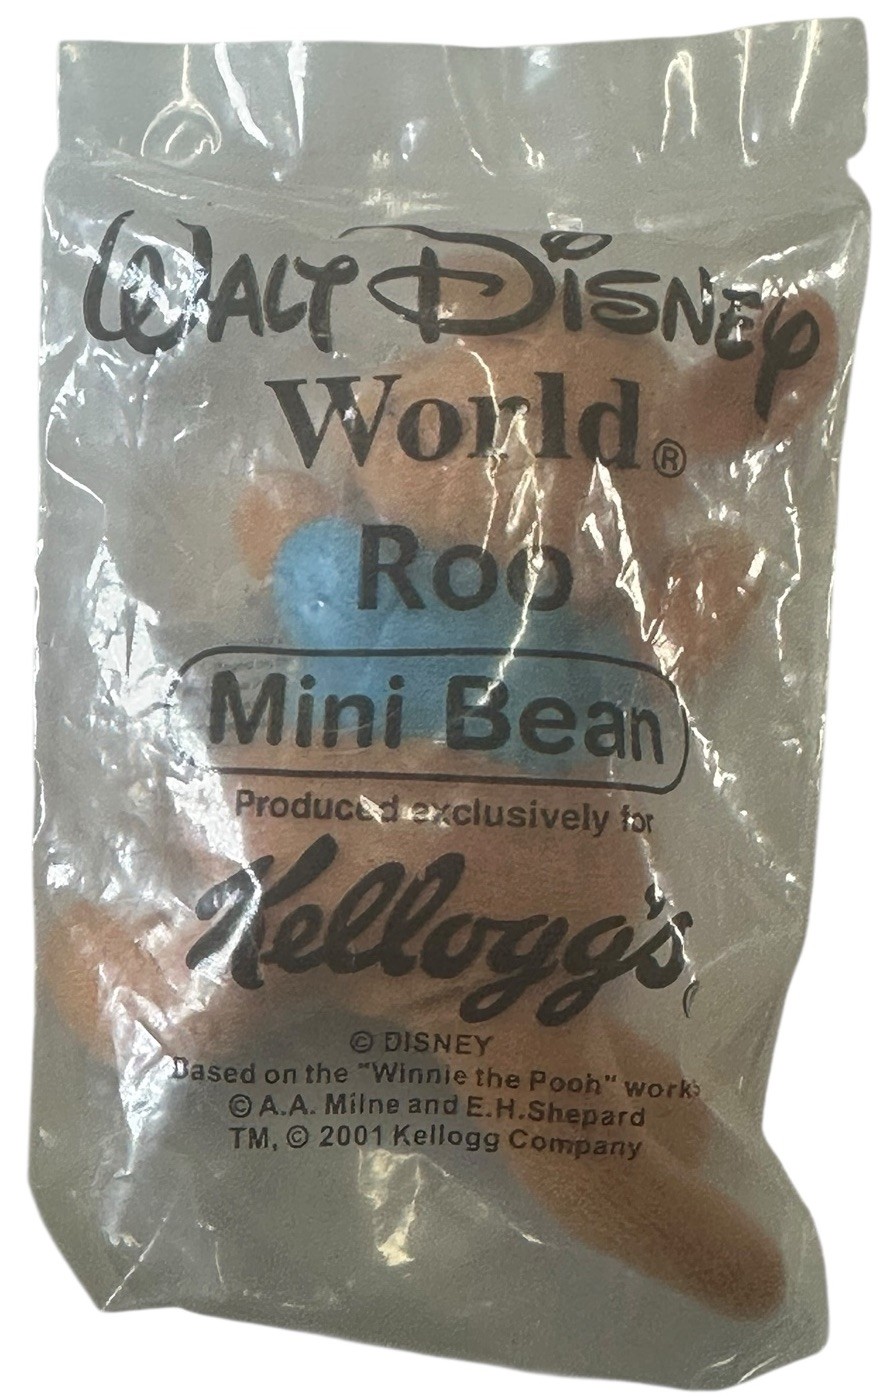 WALT DISNEY
World®
Roo
Mini Bean
Produced exclusively for
Kellogg's
© DISNEY
Based on the "Winnie the Pooh" works
© A.A. Milne and E.H.Shepard
TM, © 2001 Kellogg Company